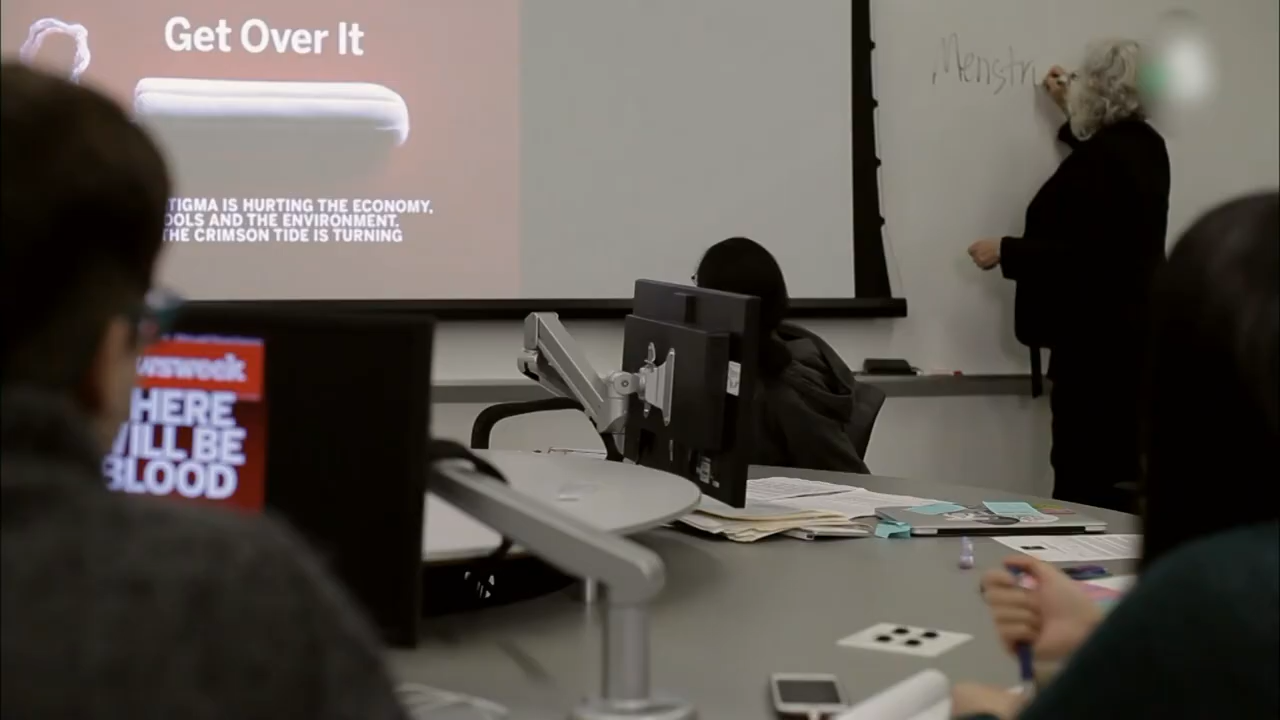 Get Over It
TIGMA IS HURTING THE ECONOMY,
OOLS AND THE ENVIRONMENT.
THE CRIMSON TIDE IS TURNING
Menstru
wsweek
HERE
WILL BE
BLOOD